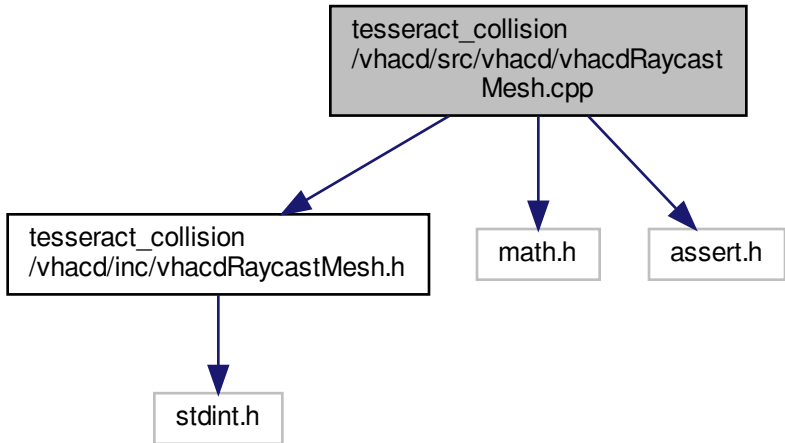 tesseract_collision
/vhacd/src/vhacd/vhacdRaycast
Mesh.cpp
tesseract_collision
/vhacd/inc/vhacdRaycastMesh.h
math.h
assert.h
stdint.h